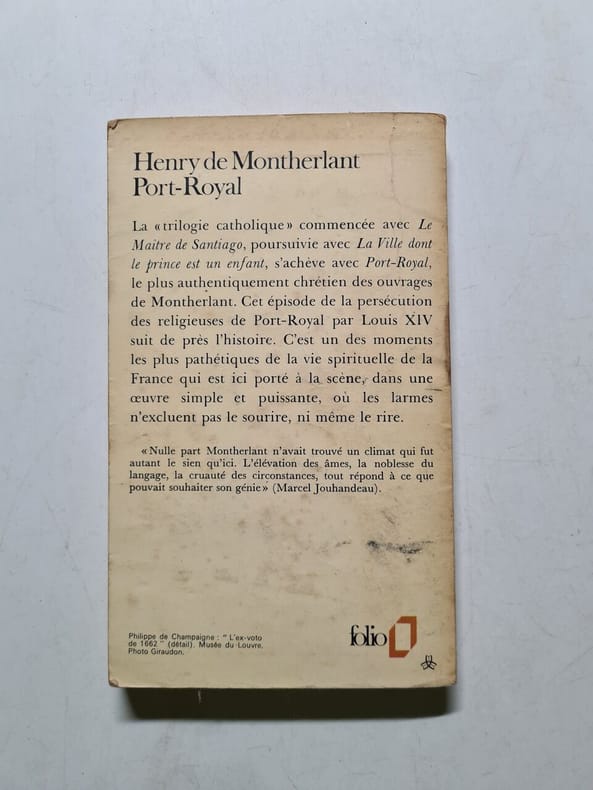 Henry de Montherlant
Port-Royal
La «trilogie catholique» commencée avec Le
Maître de Santiago, poursuivie avec La Ville dont
le prince est un enfant, s'achève avec Port-Royal,
le plus authentiquement chrétien des ouvrages
de Montherlant. Cet épisode de la persécution
des religieuses de Port-Royal par Louis XIV
suit de près l'histoire. C'est un des moments
les plus pathétiques de la vie spirituelle de la
France qui est ici porté à la scène, dans une
œuvre simple et puissante, où les larmes
n'excluent pas le sourire, ni même le rire.
«Nulle part Montherlant n'avait trouvé un climat qui fut
autant le sien qu'ici. L'élévation des âmes, la noblesse du
langage, la cruauté des circonstances, tout répond à ce que
pouvait souhaiter son génie» (Marcel Jouhandeau).
Philippe de Champaigne : "L'ex-voto
de 1662" (détail). Musée du Louvre.
Photo Giraudon.
folio